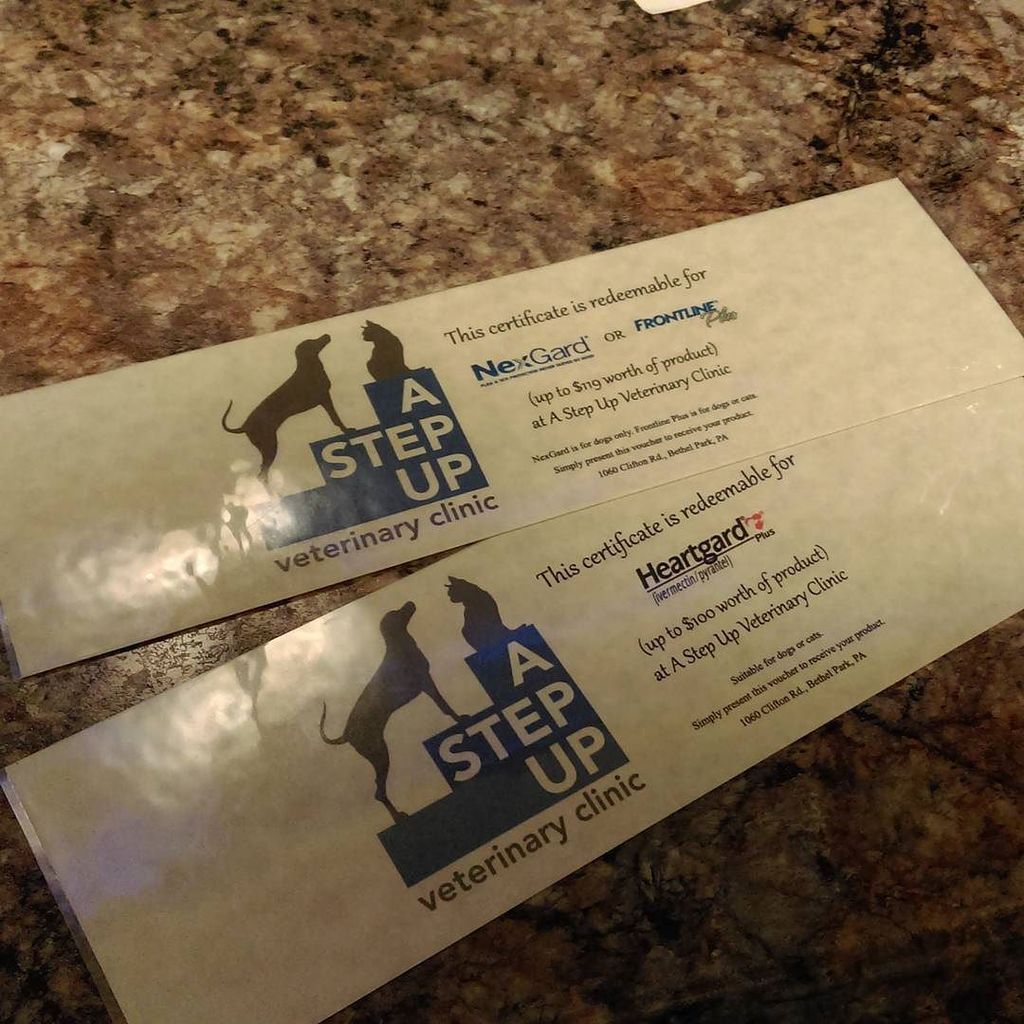 This certificate is redeemable for
NexGard® OR FRONTLINE® Plus
(up to $119 worth of product)
at A Step Up Veterinary Clinic
NexGard is for dogs only. Frontline Plus is for dogs or cats.
Simply present this voucher to receive your product.
1060 Clifton Rd., Bethel Park, PA
A
STEP
UP
veterinary clinic
This certificate is redeemable for
Heartgard Plus
(ivermectin/pyrantel)
(up to $100 worth of product)
at A Step Up Veterinary Clinic
Suitable for dogs or cats.
Simply present this voucher to receive your product.
1060 Clifton Rd., Bethel Park, PA
A
STEP
UP
veterinary clinic